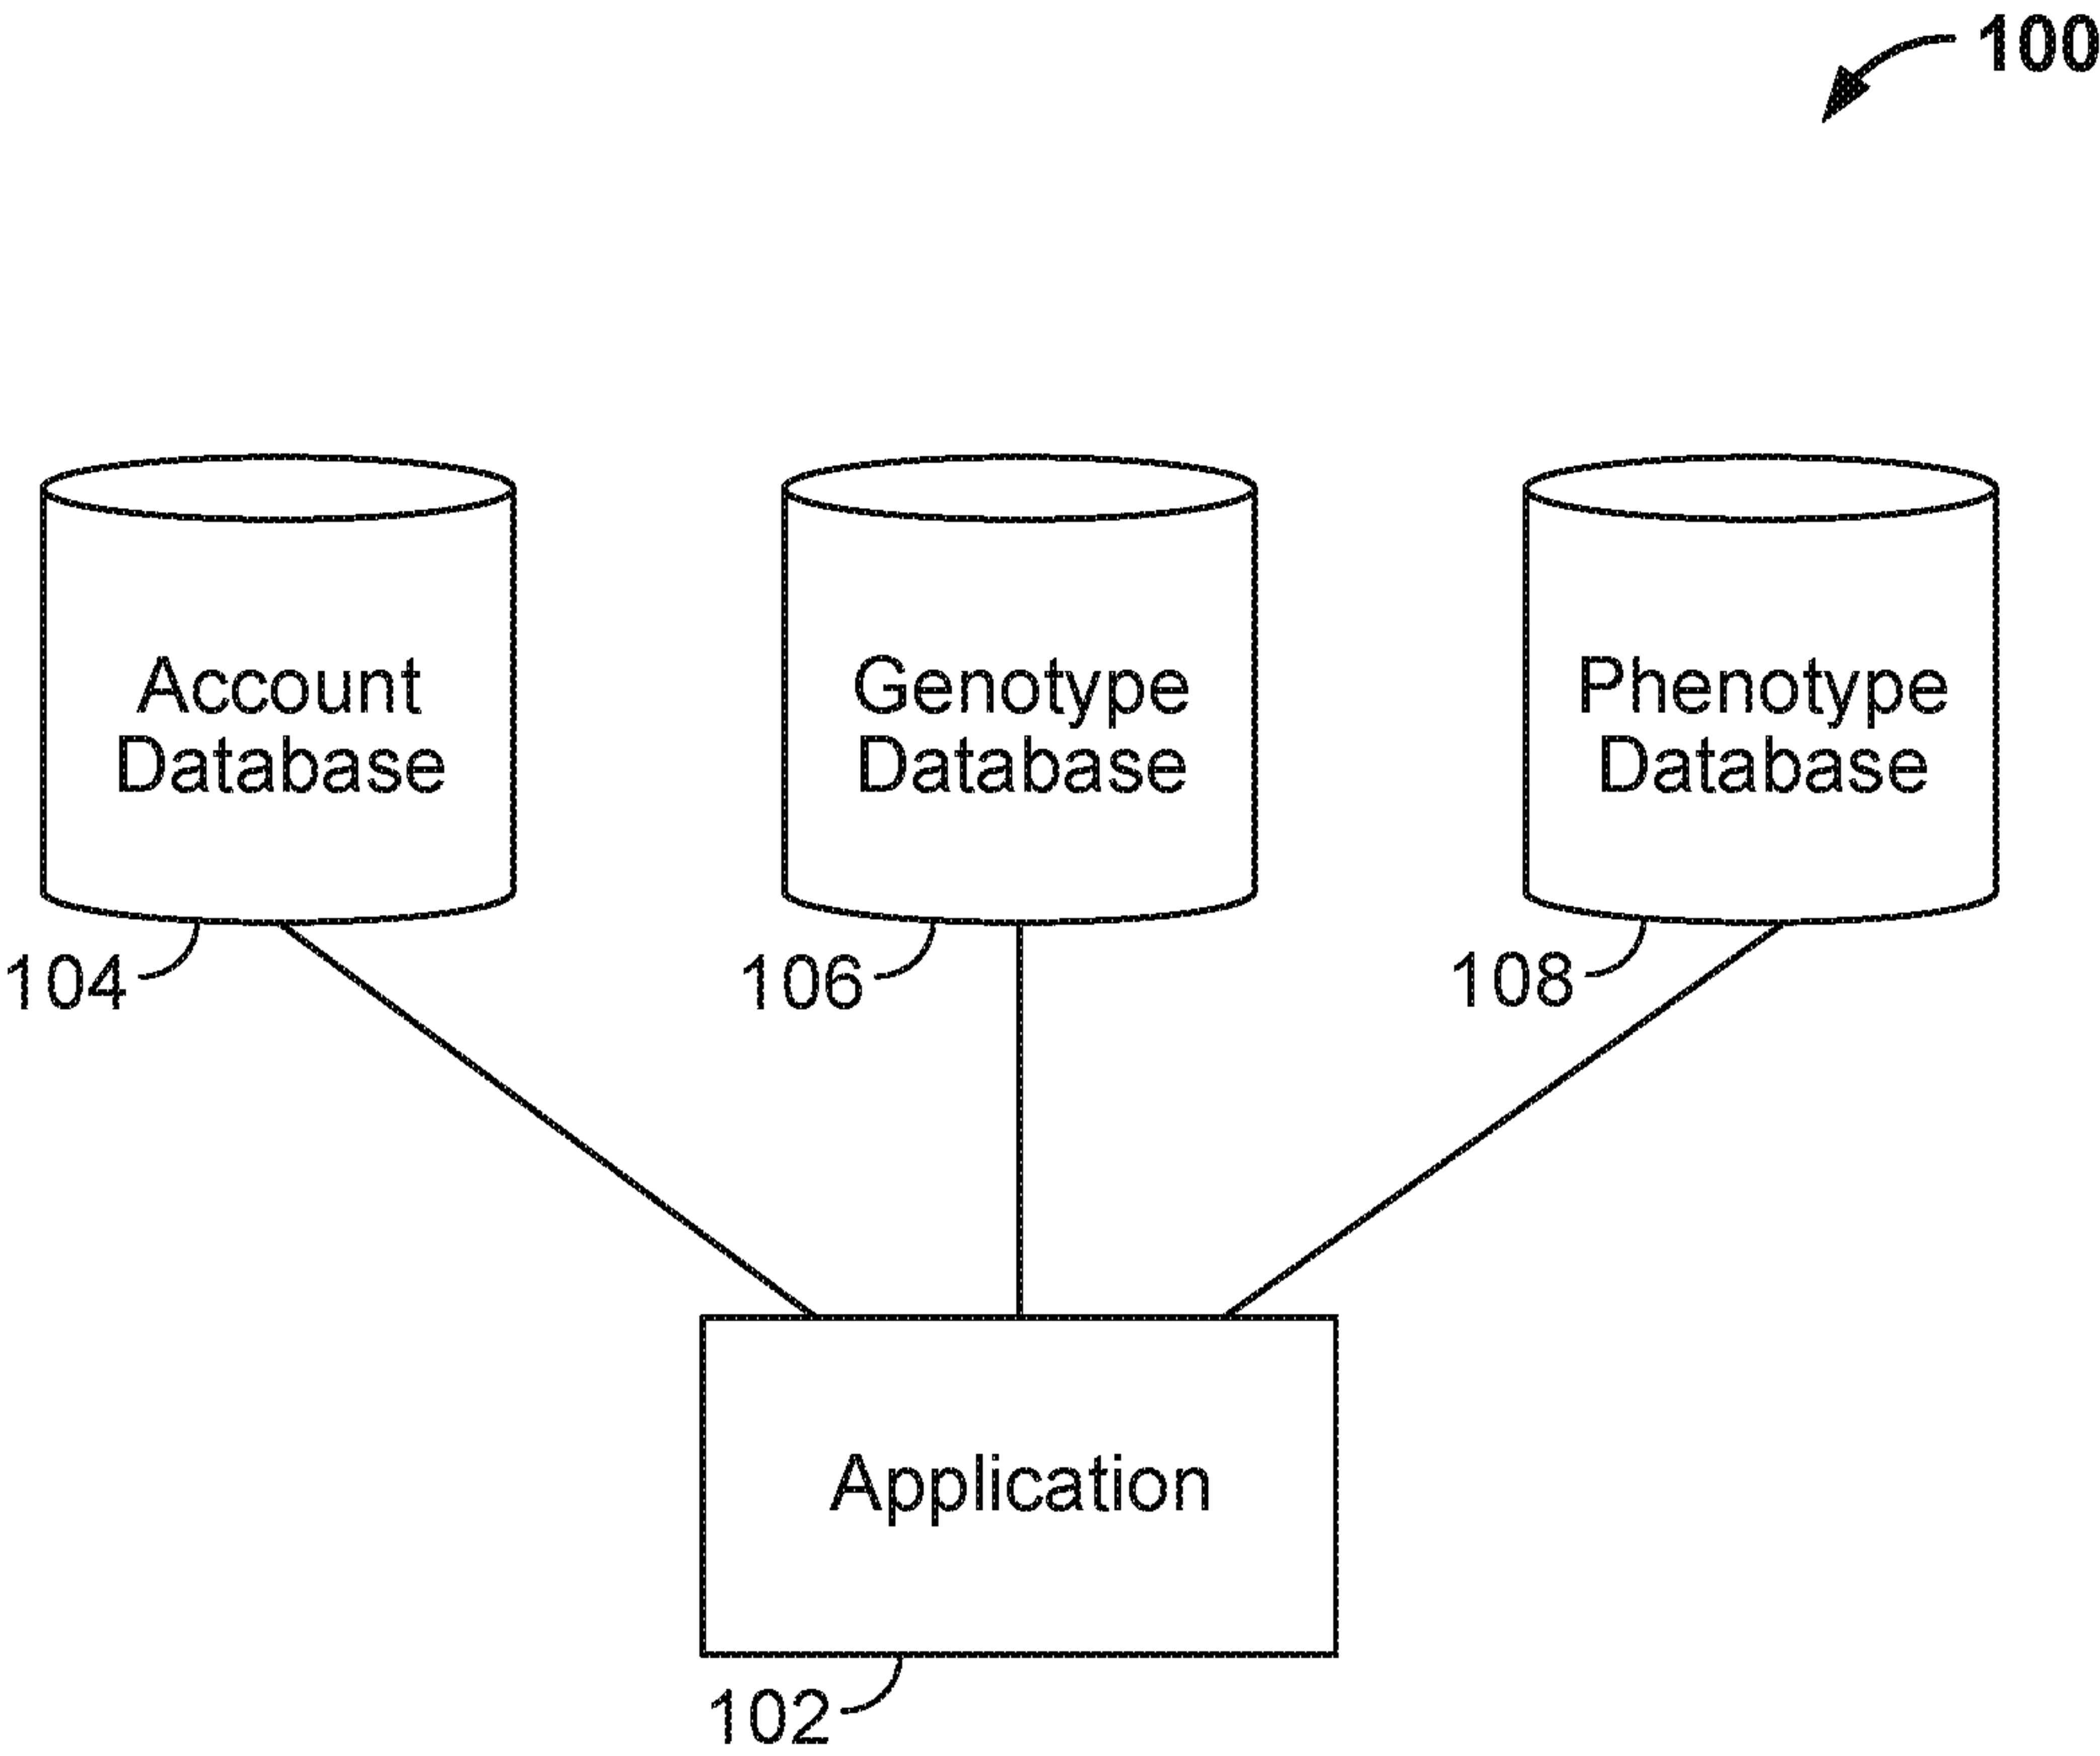 100
Account
Database
Genotype
Database
Phenotype
Database
104
106
108
Application
102